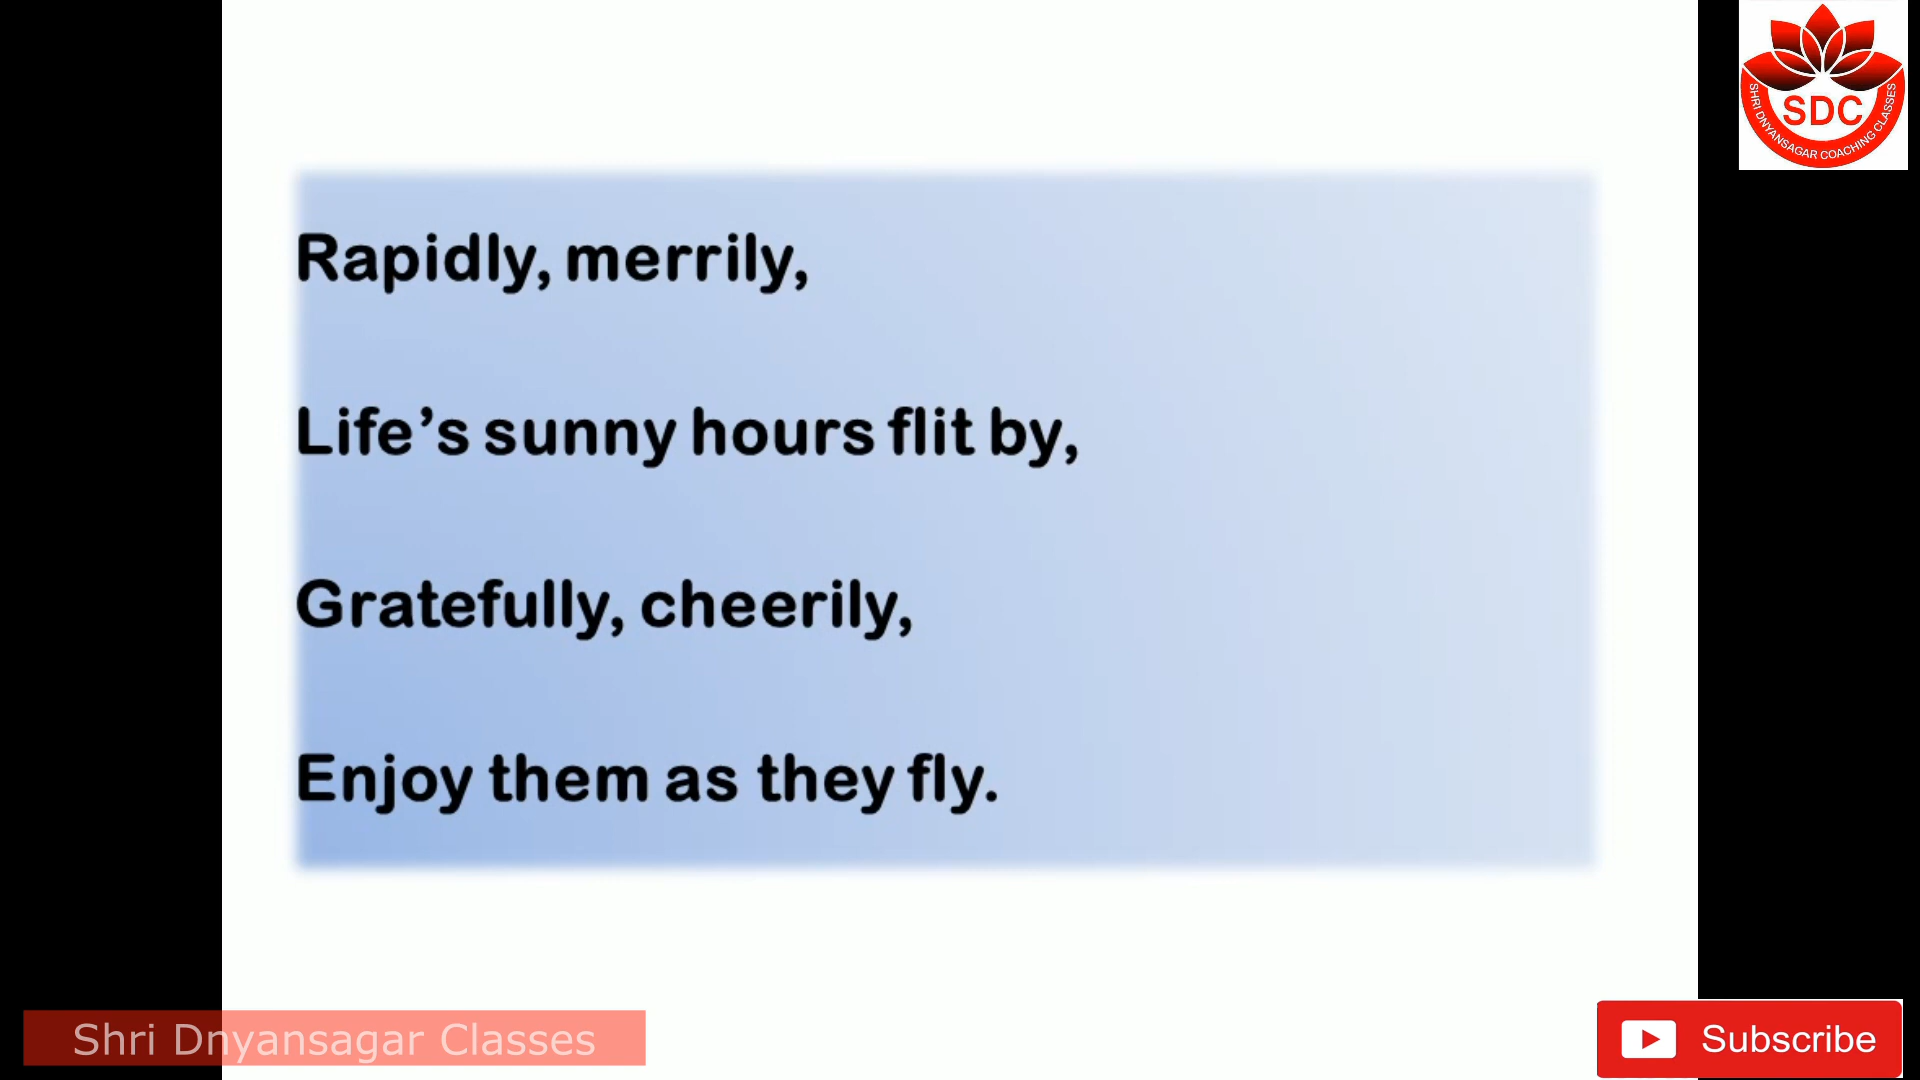 SDC
SHRI DNYANSAGAR COACHING CLASSES
Rapidly, merrily,
Life’s sunny hours flit by,
Gratefully, cheerily,
Enjoy them as they fly.
Shri Dnyansagar Classes
Subscribe